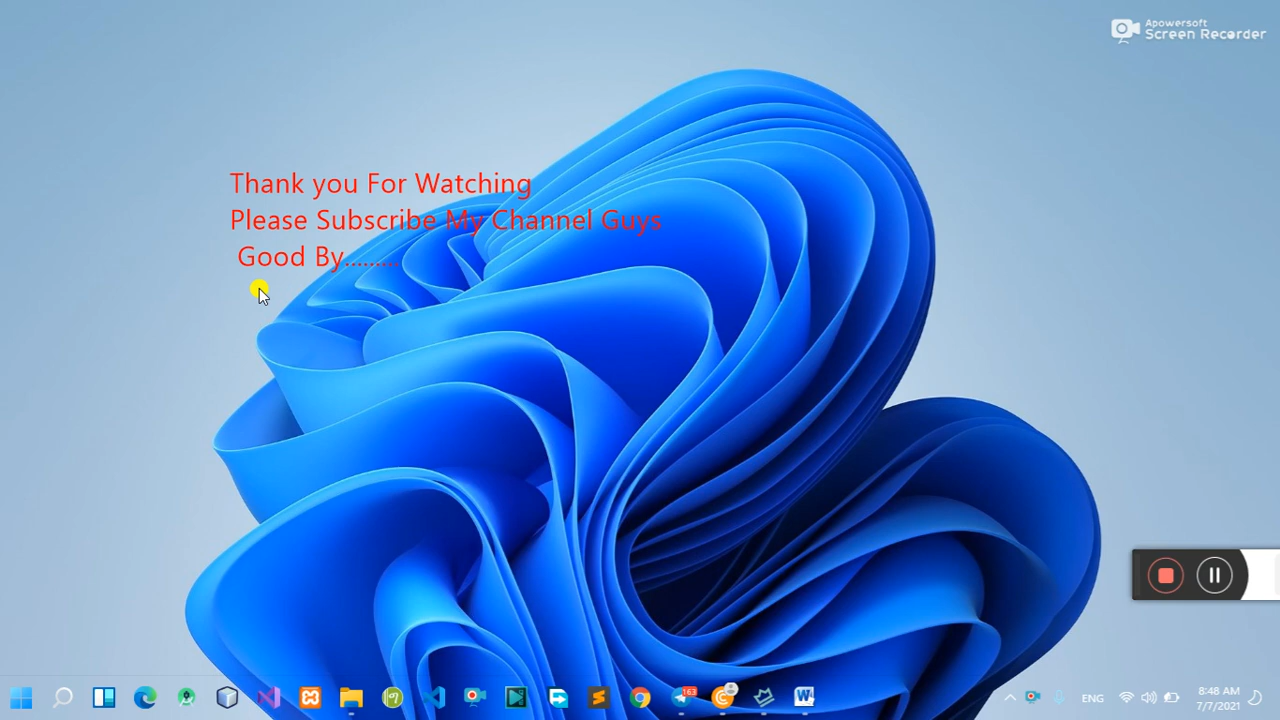 Apowersoft
Screen Recorder
Thank you For Watching
Please Subscribe My Channel Guys
Good By.........
163
ENG
8:48 AM
7/7/2021